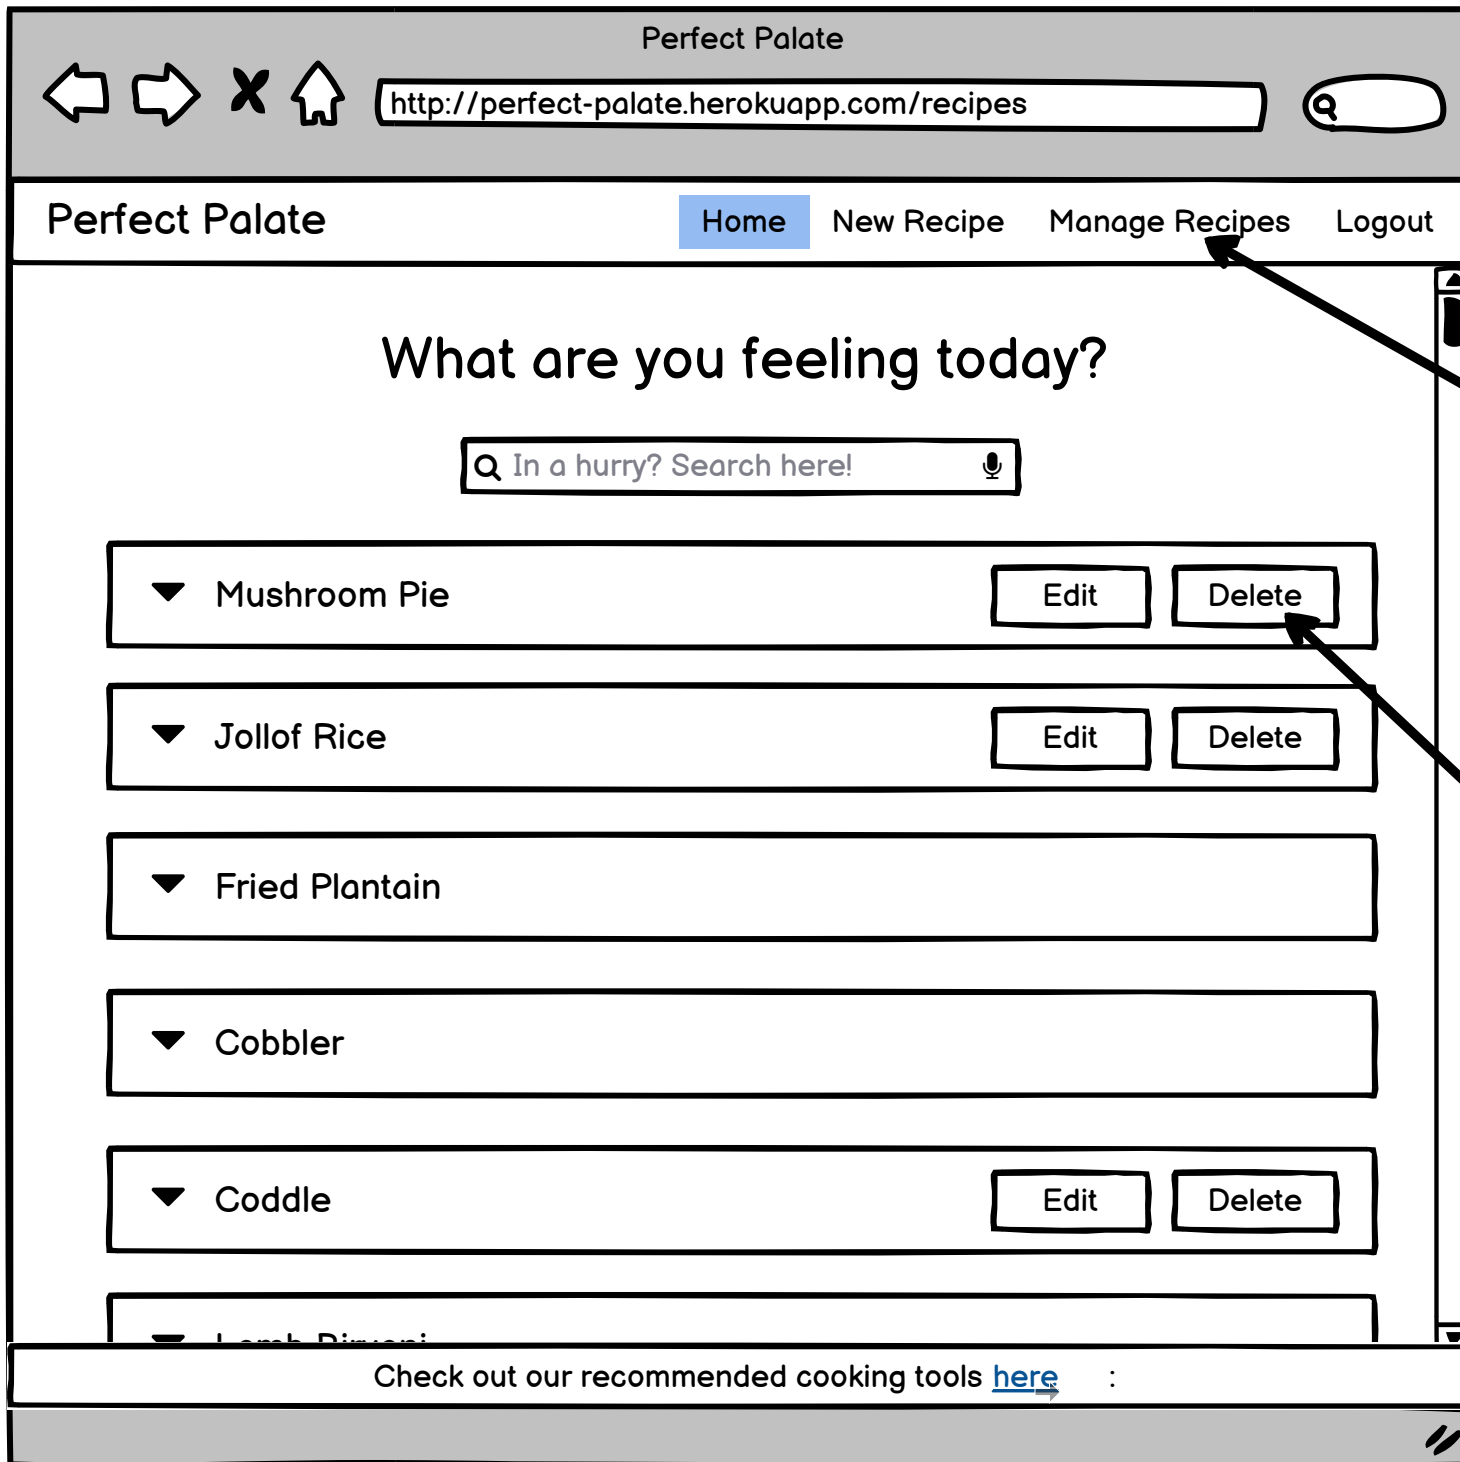 Perfect Palate
http://perfect-palate.herokuapp.com/recipes
Perfect Palate Home New Recipe Manage Recipes Logout
What are you feeling today?
In a hurry? Search here!
Mushroom Pie Edit Delete
Jollof Rice Edit Delete
Fried Plantain
Cobbler
Coddle Edit Delete
Lamb Biryani
Check out our recommended cooking tools here :